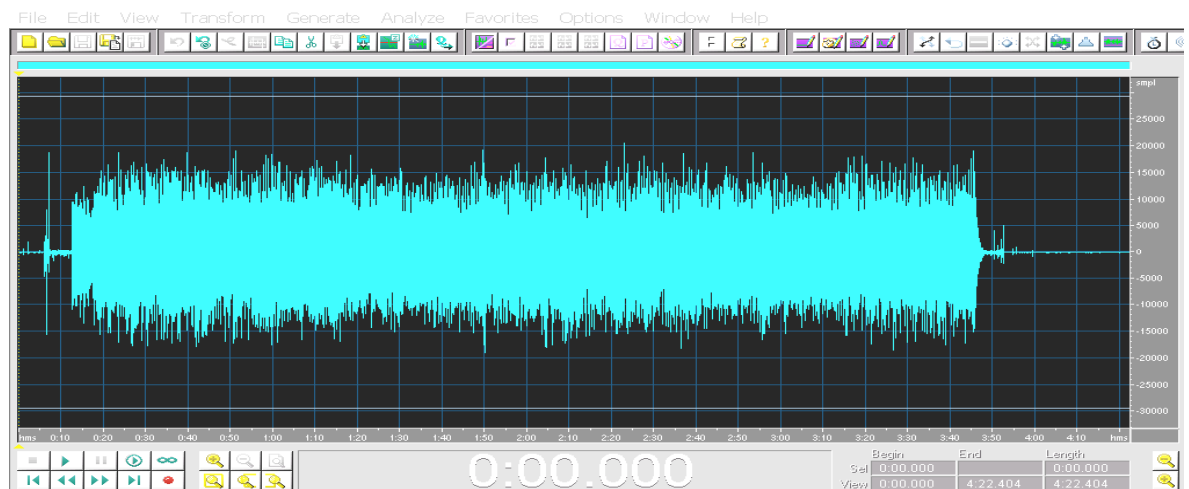 File Edit View Transform Generate Analyze Favorites Options Window Help
F ?
smpl
25000
20000
15000
10000
5000
0
-5000
-10000
-15000
-20000
-25000
-30000
hms 0:10 0:20 0:30 0:40 0:50 1:00 1:10 1:20 1:30 1:40 1:50 2:00 2:10 2:20 2:30 2:40 2:50 3:00 3:10 3:20 3:30 3:40 3:50 4:00 4:10 hms
0:00.000
Begin End Length
Sel 0:00.000 0:00.000
View 0:00.000 4:22.404 4:22.404